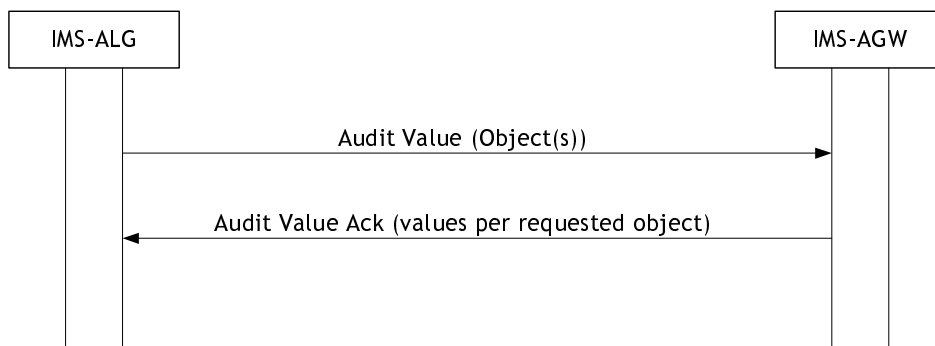 IMS-ALG
IMS-AGW
Audit Value (Object(s))
Audit Value Ack (values per requested object)